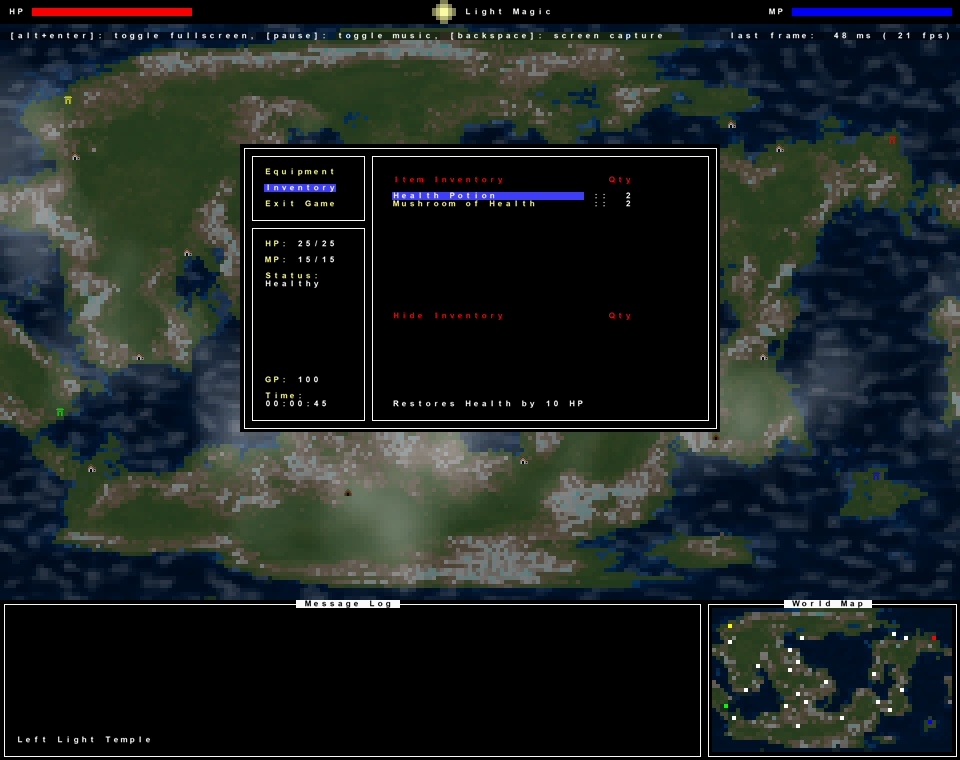 HP Light Magic MP
[alt+enter]: toggle fullscreen, [pause]: toggle music, [backspace]: screen capture last frame: 48 ms ( 21 fps)
Equipment
Inventory
Exit Game
HP: 25/25
MP: 15/15
Status:
Healthy
GP: 100
Time:
00:00:45
Item Inventory Qty
Health Potion :: 2
Mushroom of Health :: 2
Hide Inventory Qty
Restores Health by 10 HP
Message Log
Left Light Temple
World Map